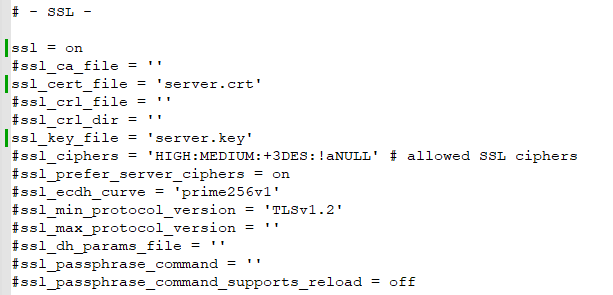 # - SSL -
ssl = on
#ssl_ca_file = ''
ssl_cert_file = 'server.crt'
#ssl_crl_file = ''
#ssl_crl_dir = ''
ssl_key_file = 'server.key'
#ssl_ciphers = 'HIGH:MEDIUM:+3DES:!aNULL' # allowed SSL ciphers
#ssl_prefer_server_ciphers = on
#ssl_ecdh_curve = 'prime256v1'
#ssl_min_protocol_version = 'TLSv1.2'
#ssl_max_protocol_version = ''
#ssl_dh_params_file = ''
#ssl_passphrase_command = ''
#ssl_passphrase_command_supports_reload = off